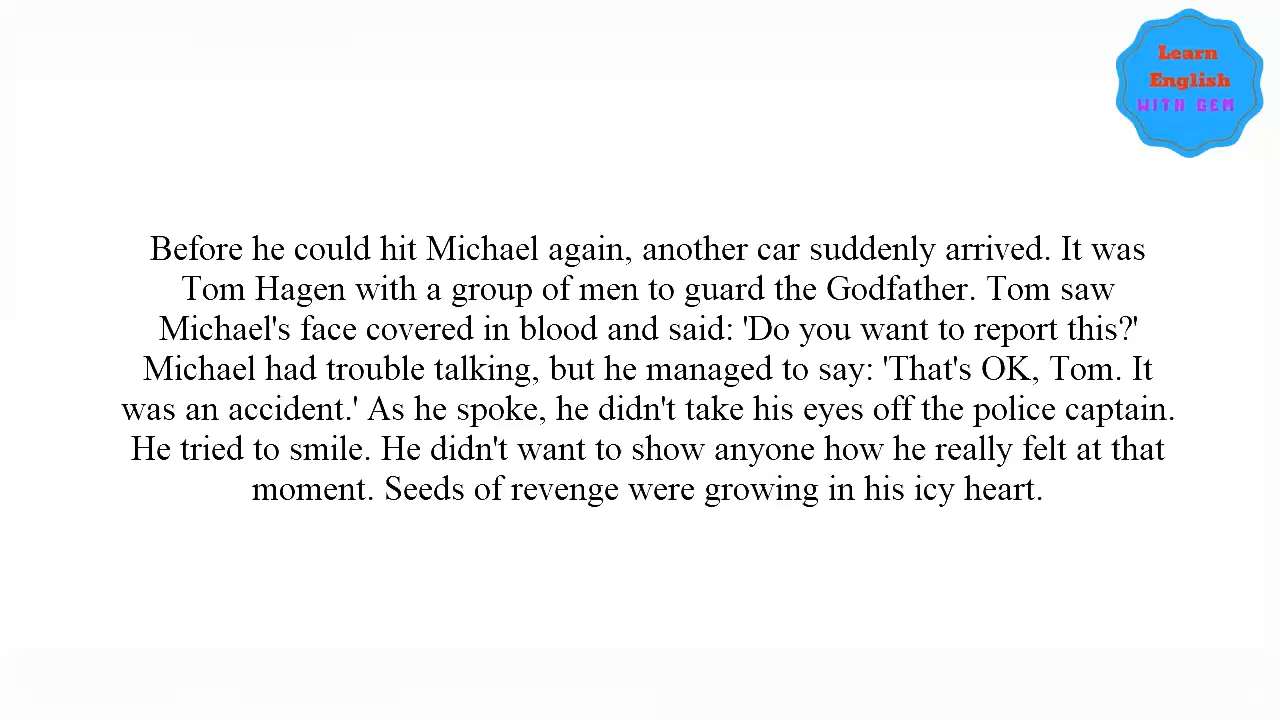 Learn
English
WITH GEM
Before he could hit Michael again, another car suddenly arrived. It was
Tom Hagen with a group of men to guard the Godfather. Tom saw
Michael's face covered in blood and said: 'Do you want to report this?'
Michael had trouble talking, but he managed to say: 'That's OK, Tom. It
was an accident.' As he spoke, he didn't take his eyes off the police captain.
He tried to smile. He didn't want to show anyone how he really felt at that
moment. Seeds of revenge were growing in his icy heart.